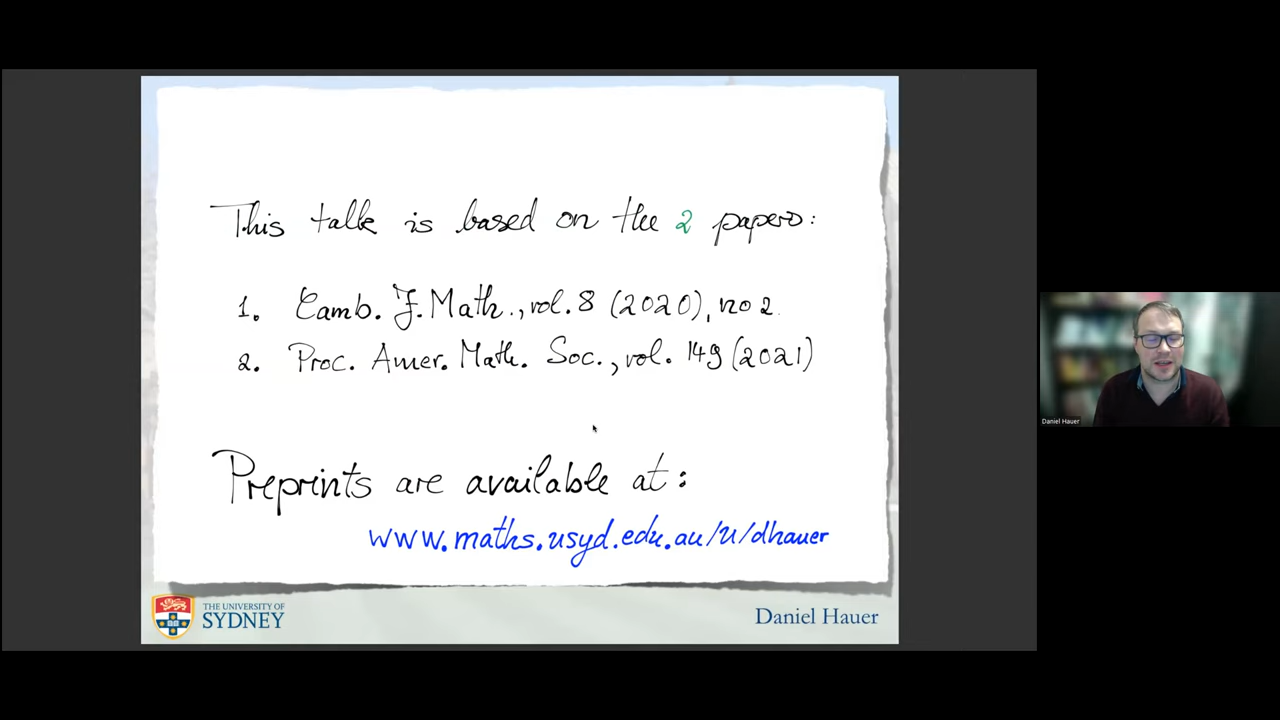 This talk is based on the 2 papers:
1. Camb. J. Math., vol. 8 (2020), no 2.
2. Proc. Amer. Math. Soc., vol. 149 (2021)
Preprints are available at:
www.maths.usyd.edu.au/u/dhauer
THE UNIVERSITY OF
SYDNEY
Daniel Hauer
Daniel Hauer